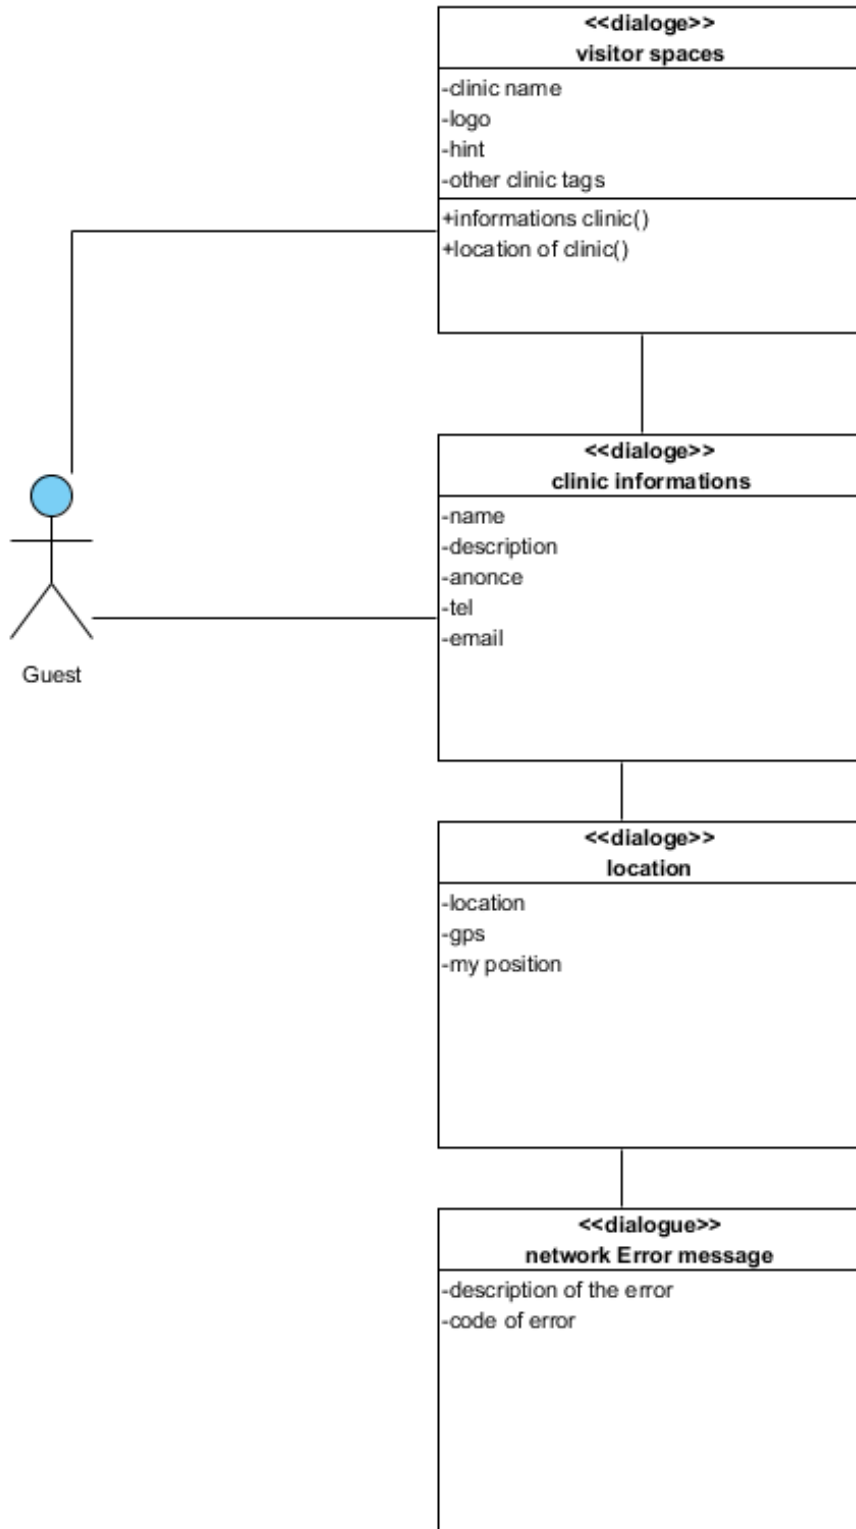 <<dialoge>>
visitor spaces
-clinic name
-logo
-hint
-other clinic tags
+informations clinic()
+location of clinic()
<<dialoge>>
clinic informations
-name
-description
-anonce
-tel
-email
Guest
<<dialoge>>
location
-location
-gps
-my position
<<dialogue>>
network Error message
-description of the error
-code of error